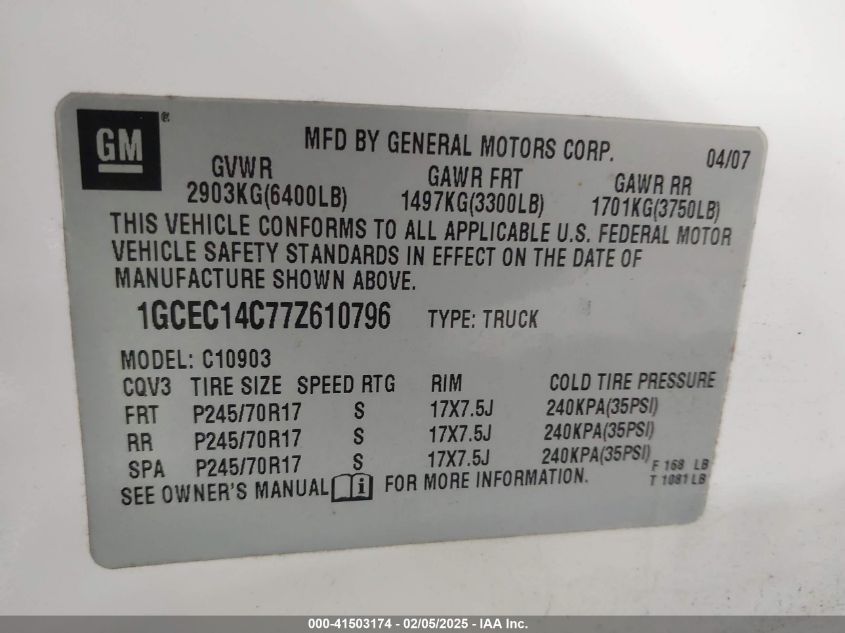 GM®
MFD BY GENERAL MOTORS CORP. 04/07
GVWR GAWR FRT GAWR RR
2903KG(6400LB) 1497KG(3300LB) 1701KG(3750LB)
THIS VEHICLE CONFORMS TO ALL APPLICABLE U.S. FEDERAL MOTOR
VEHICLE SAFETY STANDARDS IN EFFECT ON THE DATE OF
MANUFACTURE SHOWN ABOVE.
1GCEC14C77Z610796 TYPE: TRUCK
MODEL: C10903
CQV3 TIRE SIZE SPEED RTG RIM COLD TIRE PRESSURE
FRT P245/70R17 S 17X7.5J 240KPA(35PSI)
RR P245/70R17 S 17X7.5J 240KPA(35PSI)
SPA P245/70R17 S 17X7.5J 240KPA(35PSI)
F 168 LB
SEE OWNER'S MANUAL i FOR MORE INFORMATION. T 1081 LB
000-41503174 - 02/05/2025 - IAA Inc.